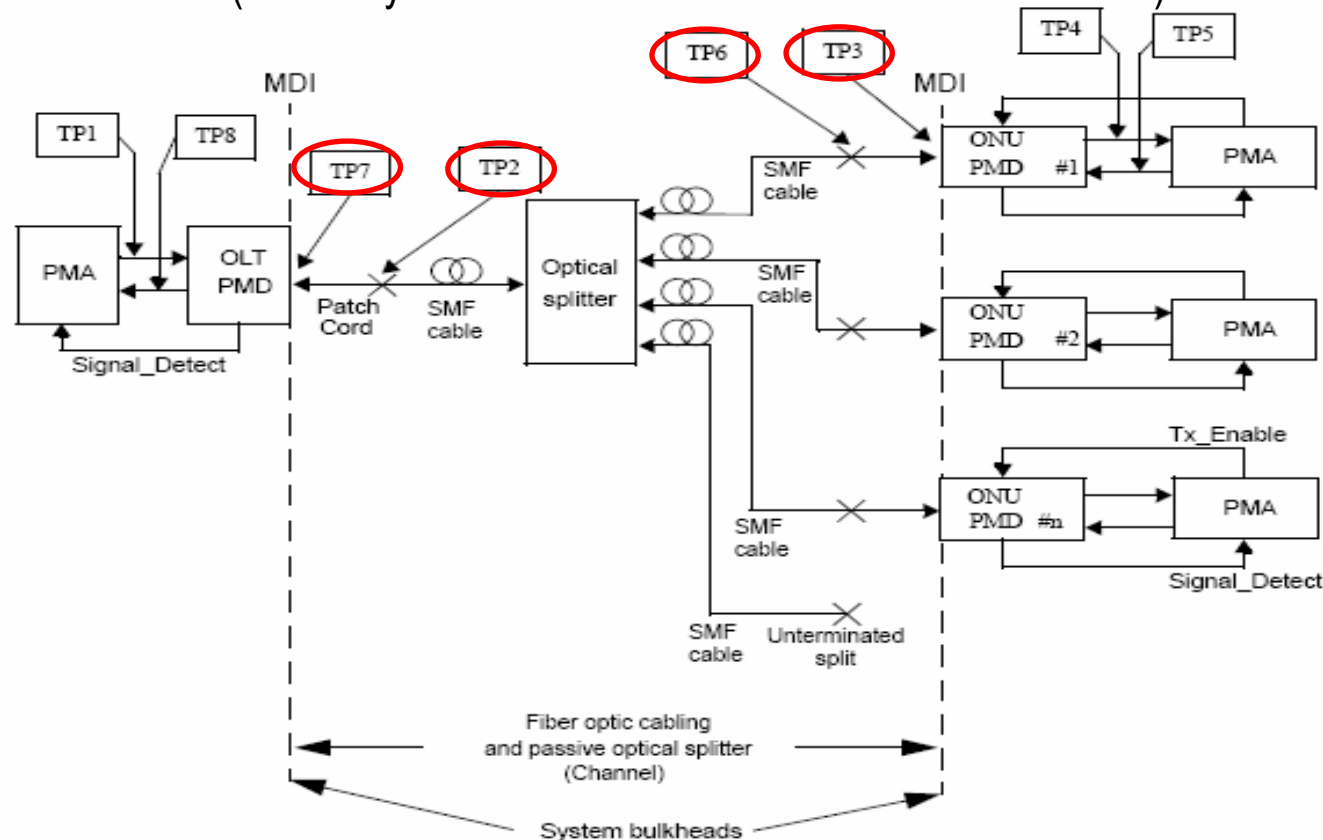 TP6
TP3
TP4
TP5
MDI
MDI
TP1
TP8
TP7
TP2
ONU
PMD #1
PMA
SMF
cable
PMA
OLT
PMD
Optical
splitter
SMF
cable
Patch
Cord
SMF
cable
ONU
PMD #2
PMA
Signal_Detect
Tx_Enable
ONU
PMD #n
PMA
SMF
cable
Signal_Detect
SMF
cable
Unterminated
split
Fiber optic cabling
and passive optical splitter
(Channel)
System bulkheads